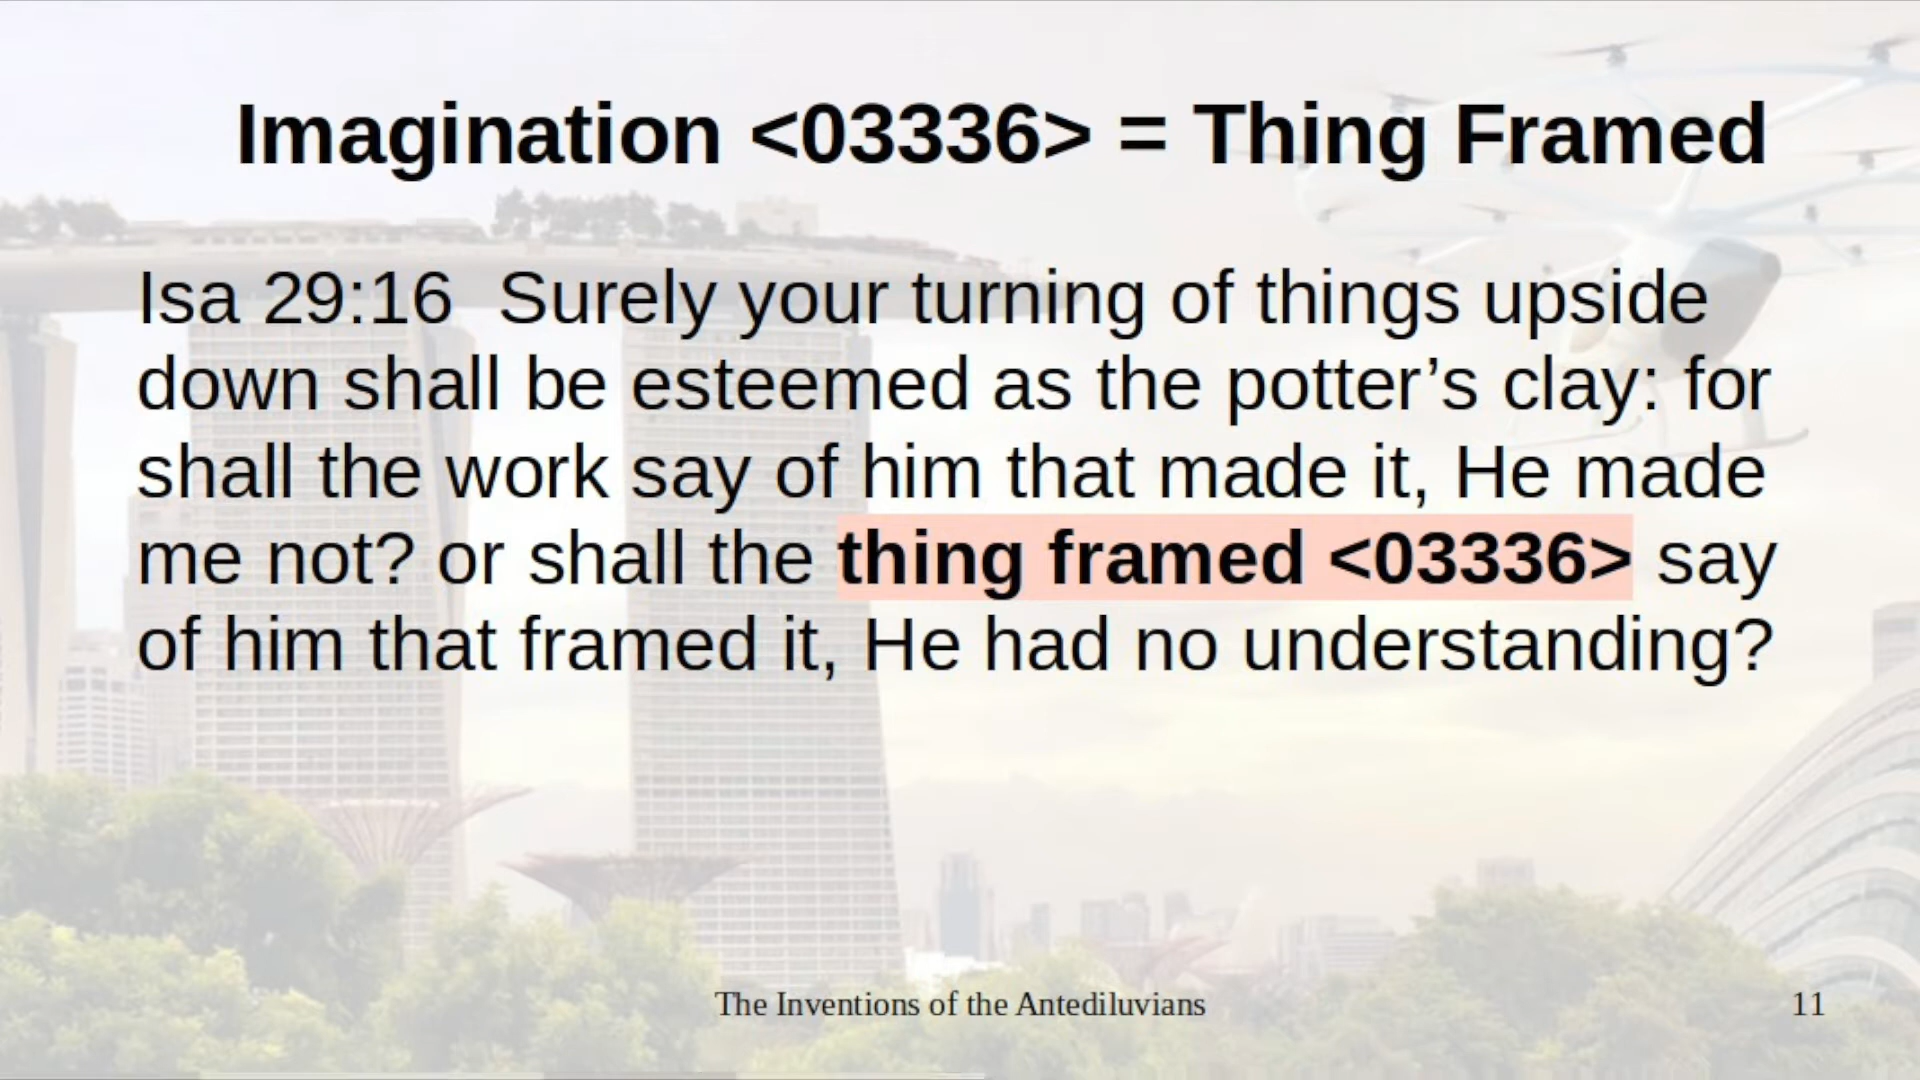 Imagination <03336> = Thing Framed
Isa 29:16  Surely your turning of things upside
down shall be esteemed as the potter’s clay: for
shall the work say of him that made it, He made
me not? or shall the thing framed <03336> say
of him that framed it, He had no understanding?
The Inventions of the Antediluvians
11